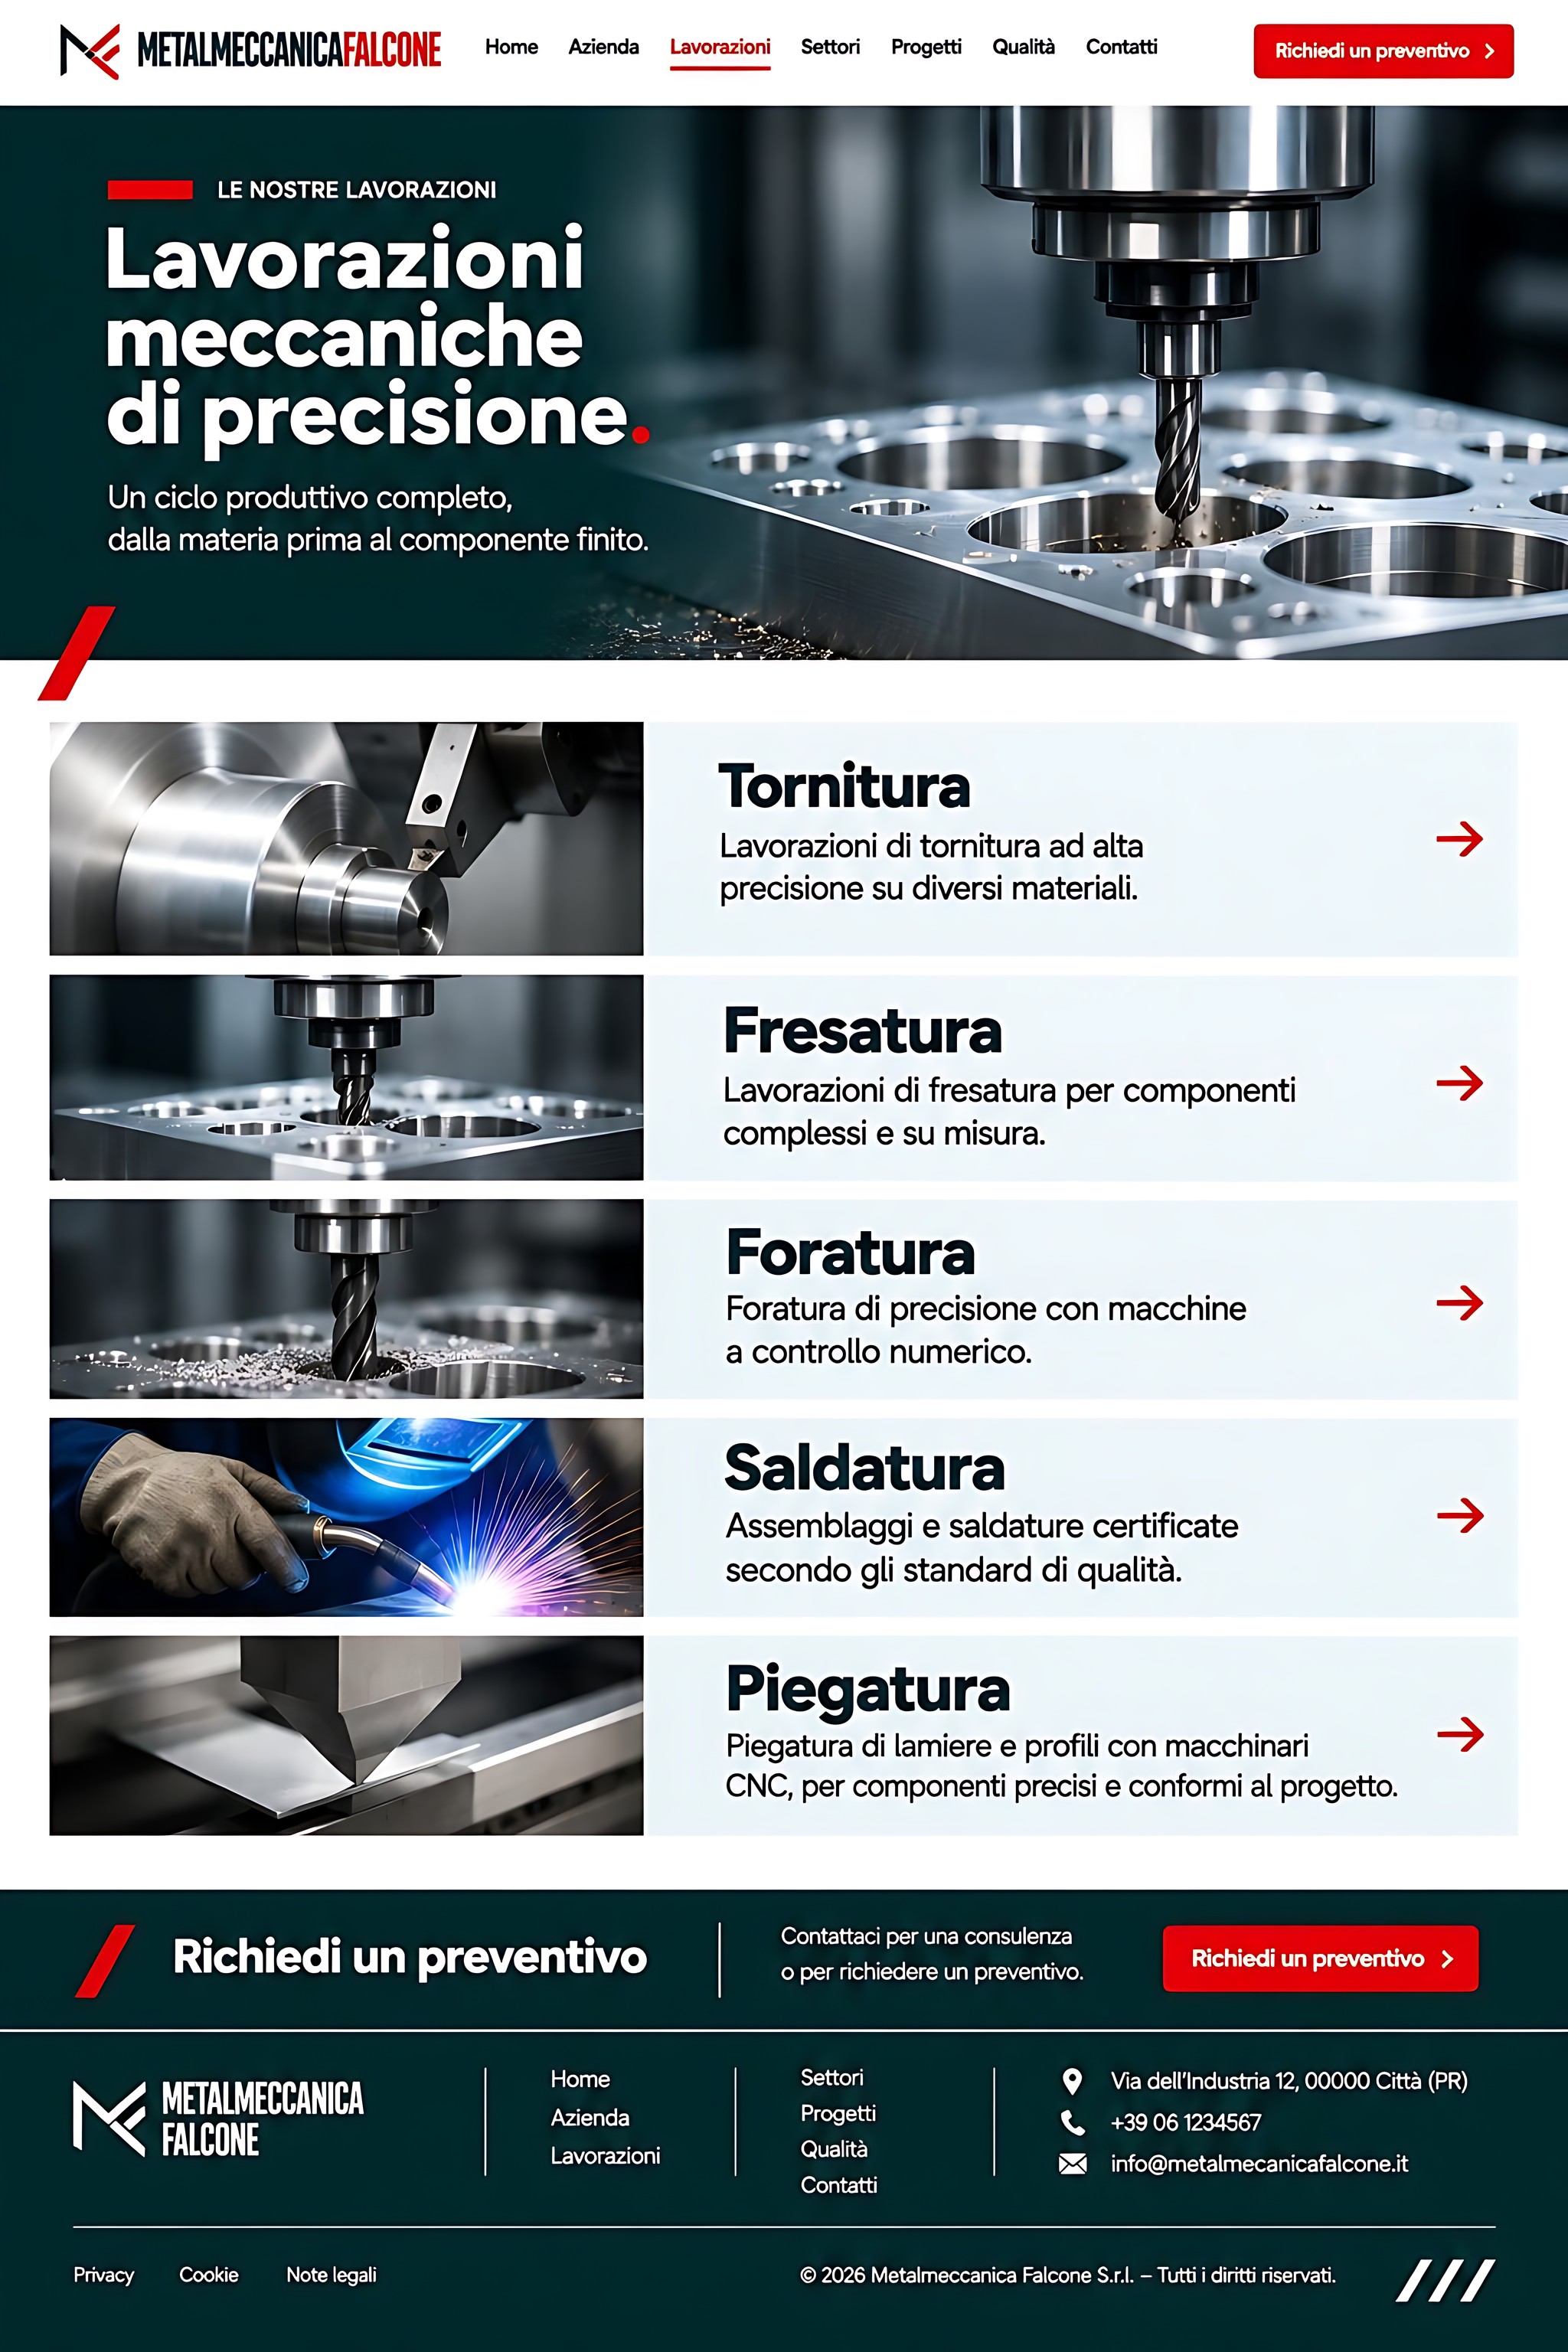 METALMECCANICAFALCONE
Home Azienda Lavorazioni Settori Progetti Qualità Contatti
Richiedi un preventivo
LE NOSTRE LAVORAZIONI
Lavorazioni
meccaniche
di precisione.
Un ciclo produttivo completo,
dalla materia prima al componente finito.
Tornitura
Lavorazioni di tornitura ad alta
precisione su diversi materiali.
Fresatura
Lavorazioni di fresatura per componenti
complessi e su misura.
Foratura
Foratura di precisione con macchine
a controllo numerico.
Saldatura
Assemblaggi e saldature certificate
secondo gli standard di qualità.
Piegatura
Piegatura di lamiere e profili con macchinari
CNC, per componenti precisi e conformi al progetto.
Richiedi un preventivo
Contattaci per una consulenza
o per richiedere un preventivo.
Richiedi un preventivo
METALMECCANICA
FALCONE
Home
Azienda
Lavorazioni
Settori
Progetti
Qualità
Contatti
Via dell'Industria 12, 00000 Città (PR)
+39 06 1234567
info@metalmecanicafalcone.it
Privacy Cookie Note legali
© 2026 Metalmeccanica Falcone S.r.l. – Tutti i diritti riservati.